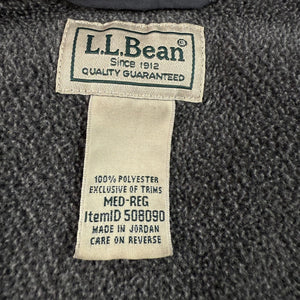 L.L.Bean®
Since 1912
QUALITY GUARANTEED
100% POLYESTER
EXCLUSIVE OF TRIMS
MED-REG
ItemID 508090
MADE IN JORDAN
CARE ON REVERSE